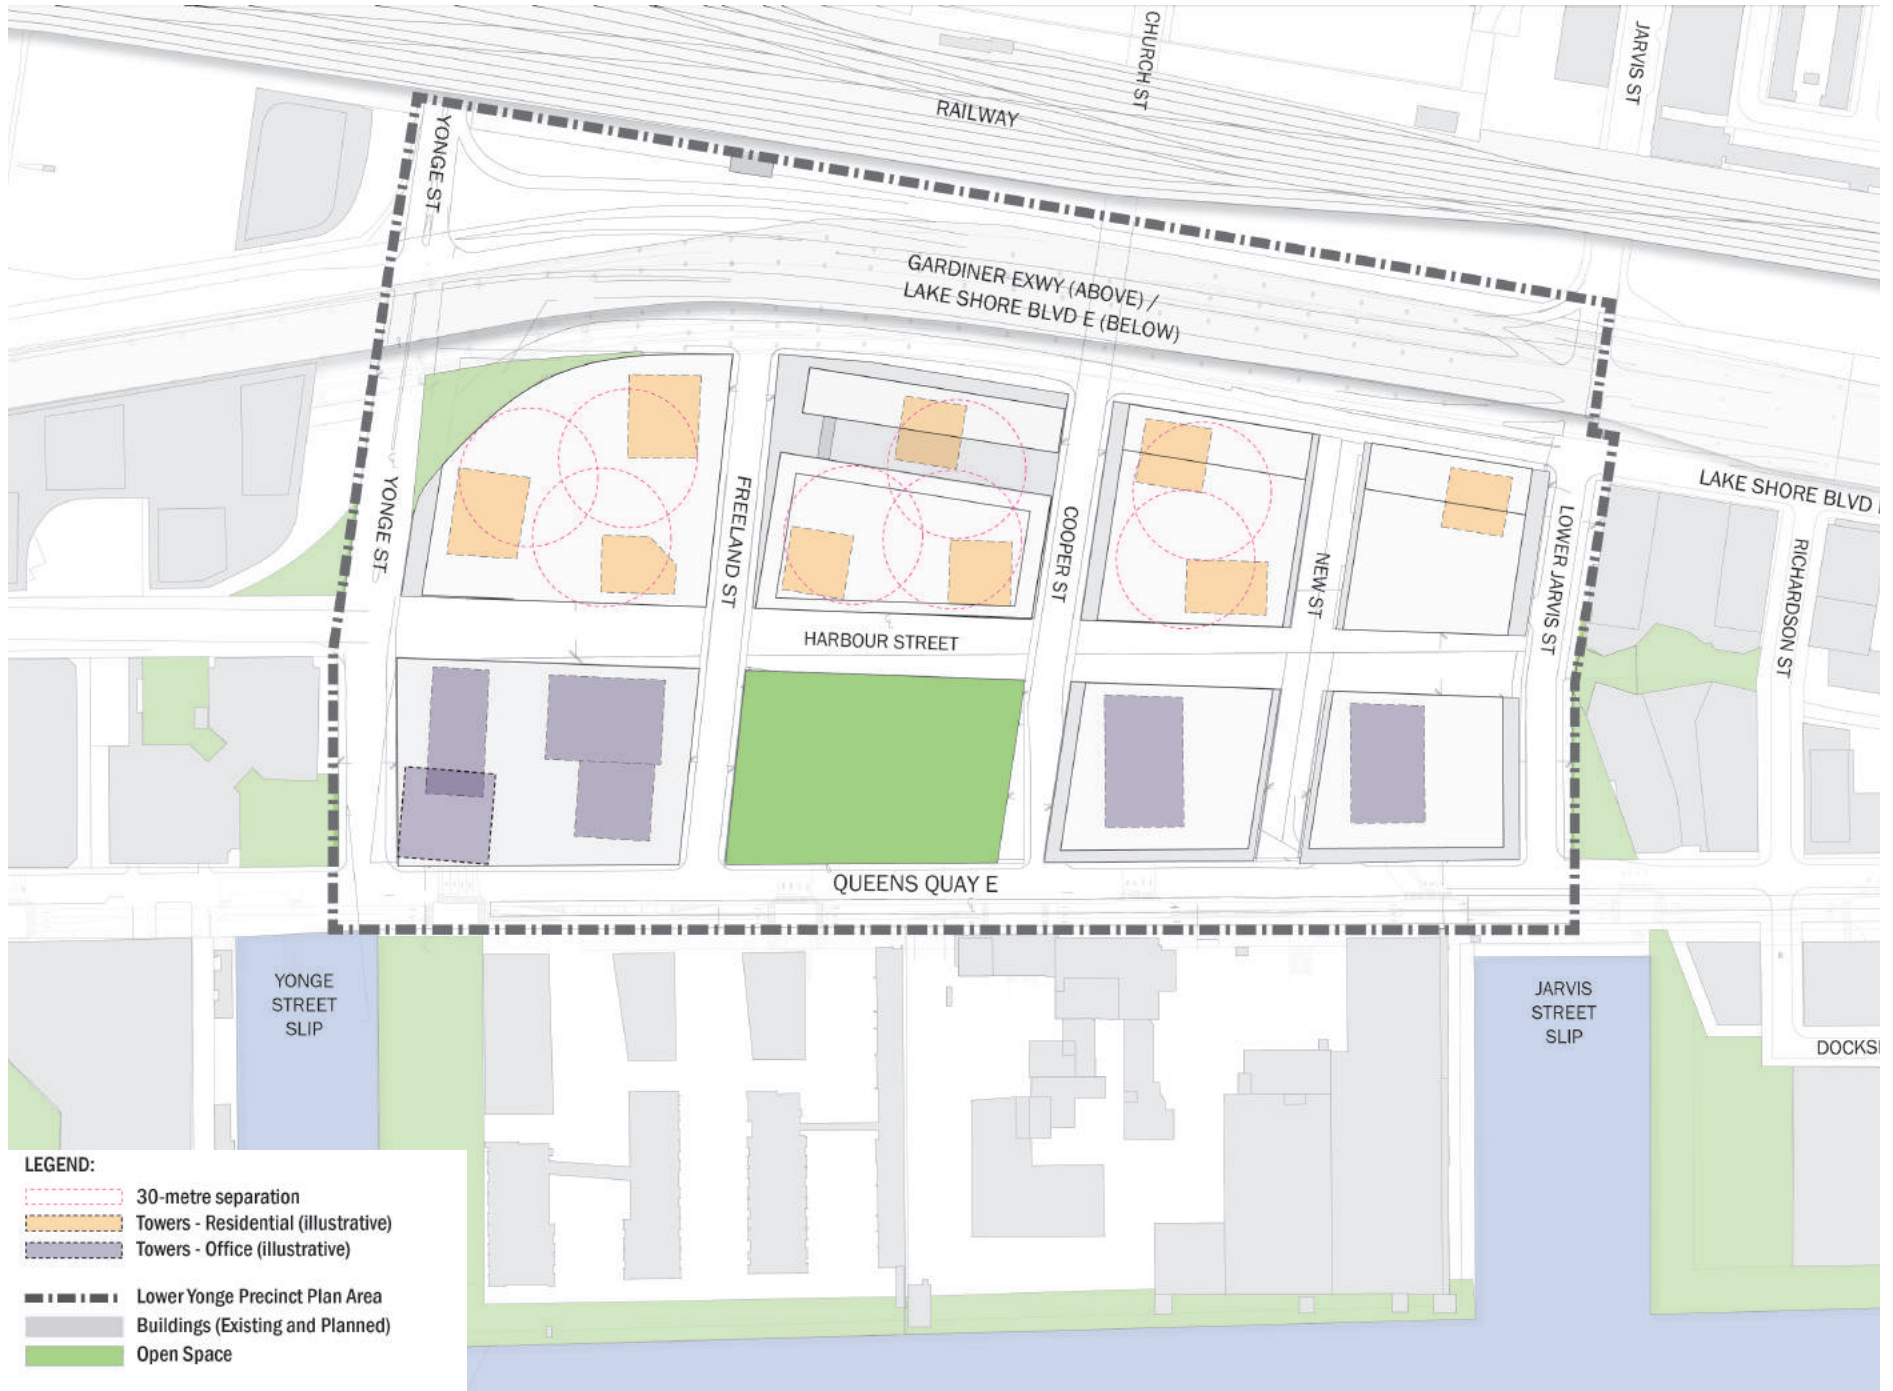 CHURCH ST
JARVIS ST
RAILWAY
YONGE ST
GARDINER EXWY (ABOVE) /
LAKE SHORE BLVD E (BELOW)
LAKE SHORE BLVD
YONGE ST
FREELAND ST
COOPER ST
NEW ST
LOWER JARVIS ST
RICHARDSON ST
HARBOUR STREET
QUEENS QUAY E
YONGE
STREET
SLIP
JARVIS
STREET
SLIP
DOCKS
LEGEND:
30-metre separation
Towers - Residential (illustrative)
Towers - Office (illustrative)
Lower Yonge Precinct Plan Area
Buildings (Existing and Planned)
Open Space